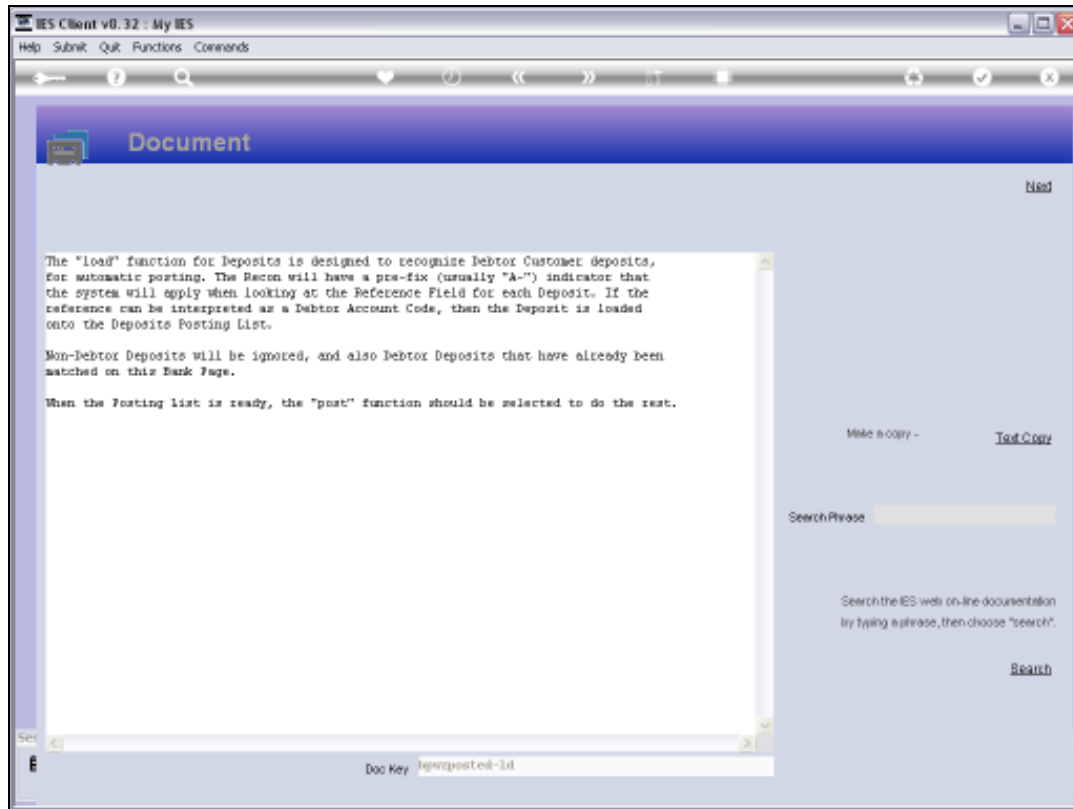 IES Client v8.32 : My IES
Help Submit Quit Functions Commands
Document
Next
The "load" function for Deposits is designed to recognize Debtor Customer deposits,
for automatic posting. The Recon will have a pre-fix (usually "A-") indicator that
the system will apply when looking at the Reference Field for each Deposit. If the
reference can be interpreted as a Debtor Account Code, then the Deposit is loaded
onto the Deposits Posting List.
Non-Debtor Deposits will be ignored, and also Debtor Deposits that have already been
matched on this Bank Page.
When the Posting List is ready, the "post" function should be selected to do the rest.
Make a copy -
Text Copy
Search Phrase
Search the IES web on-line documentation
by typing a phrase, then choose "search".
Search
Doc Key